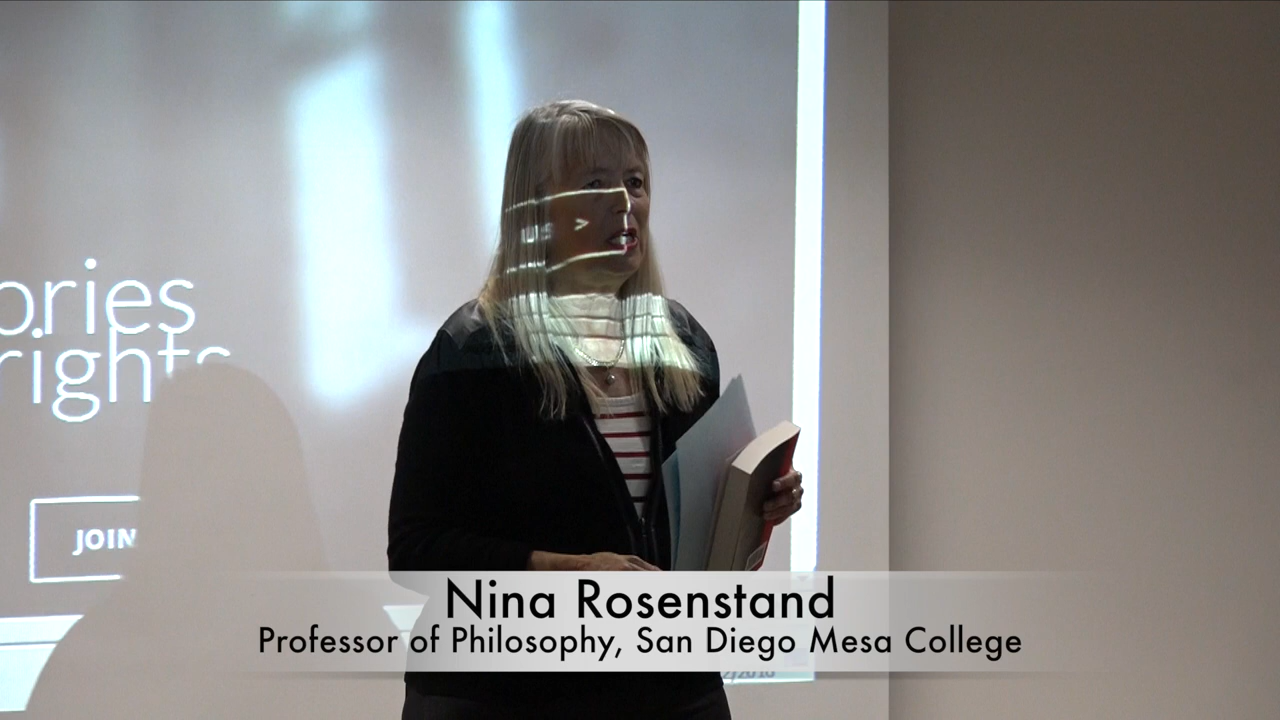 ories
rights
JOIN
Nina Rosenstand
Professor of Philosophy, San Diego Mesa College